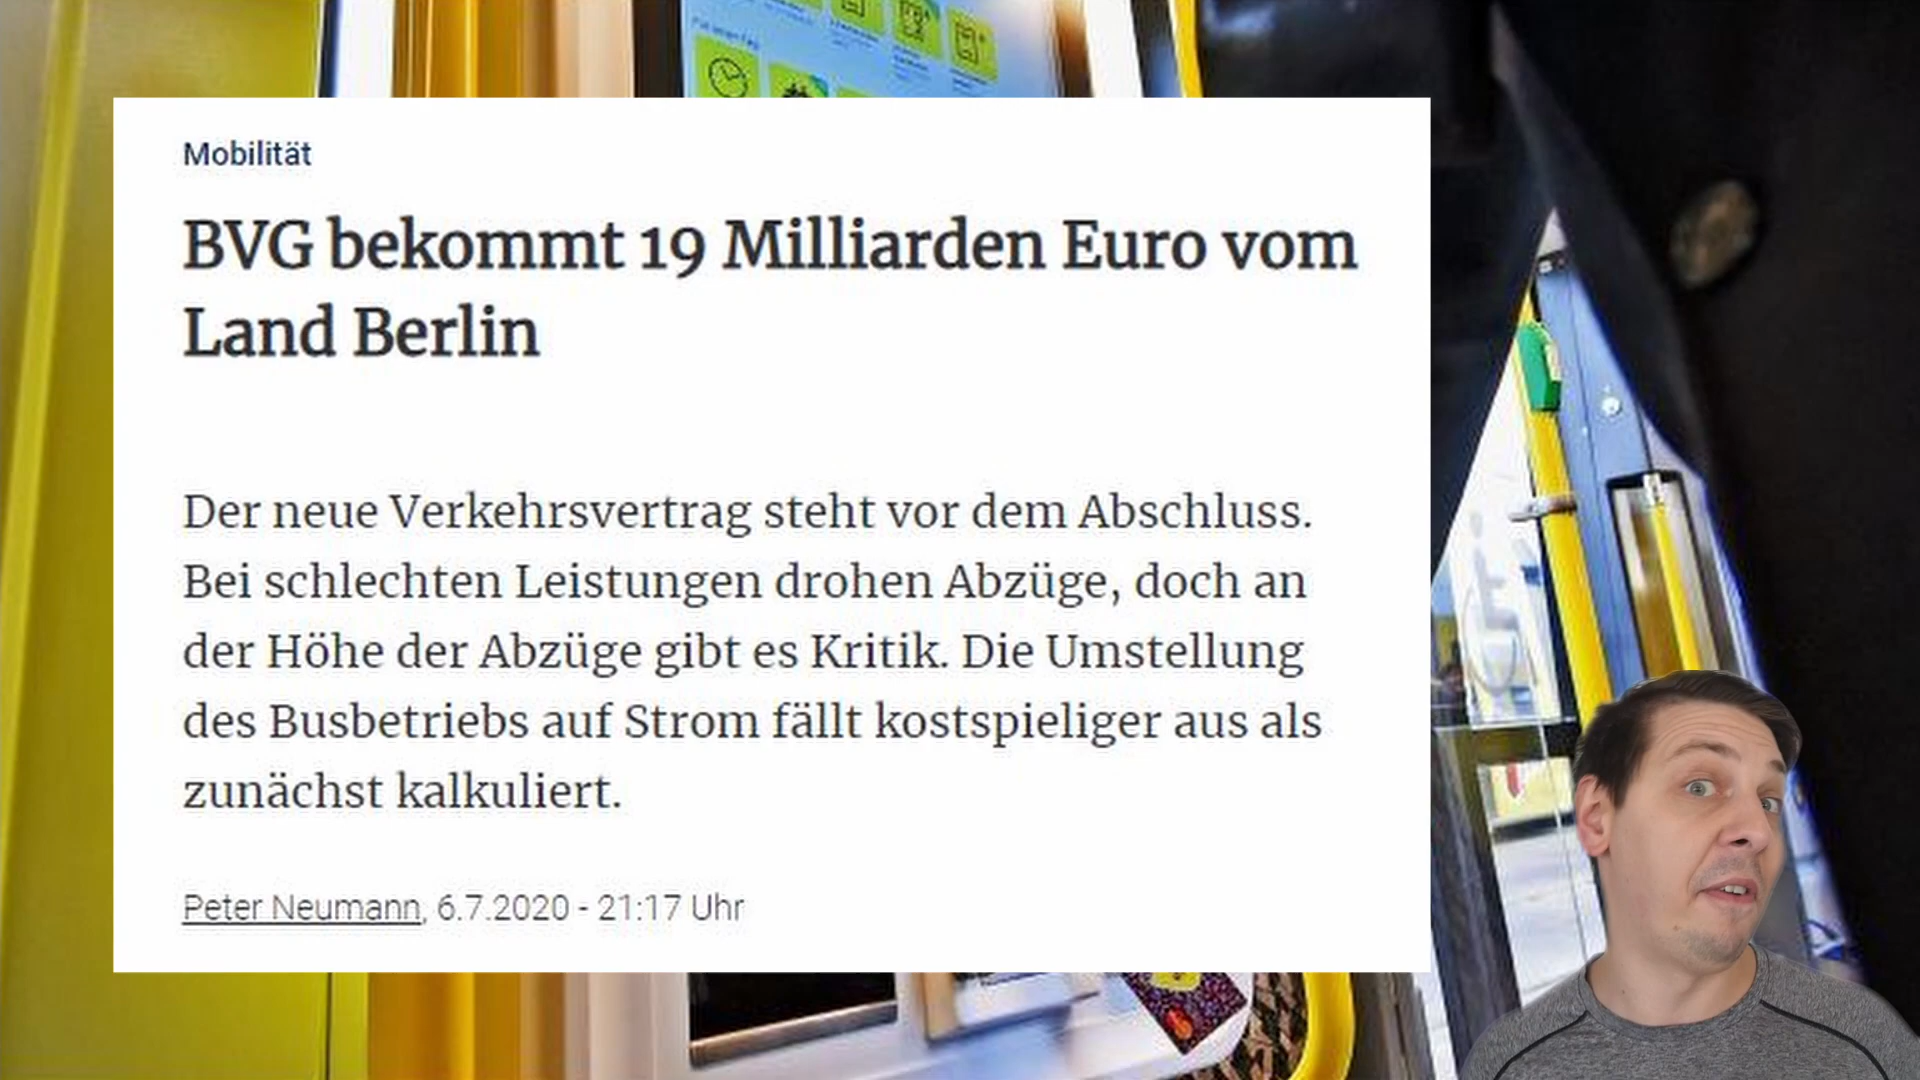 Mobilität
BVG bekommt 19 Milliarden Euro vom
Land Berlin
Der neue Verkehrsvertrag steht vor dem Abschluss.
Bei schlechten Leistungen drohen Abzüge, doch an
der Höhe der Abzüge gibt es Kritik. Die Umstellung
des Busbetriebs auf Strom fällt kostspieliger aus als
zunächst kalkuliert.
Peter Neumann, 6.7.2020 - 21:17 Uhr